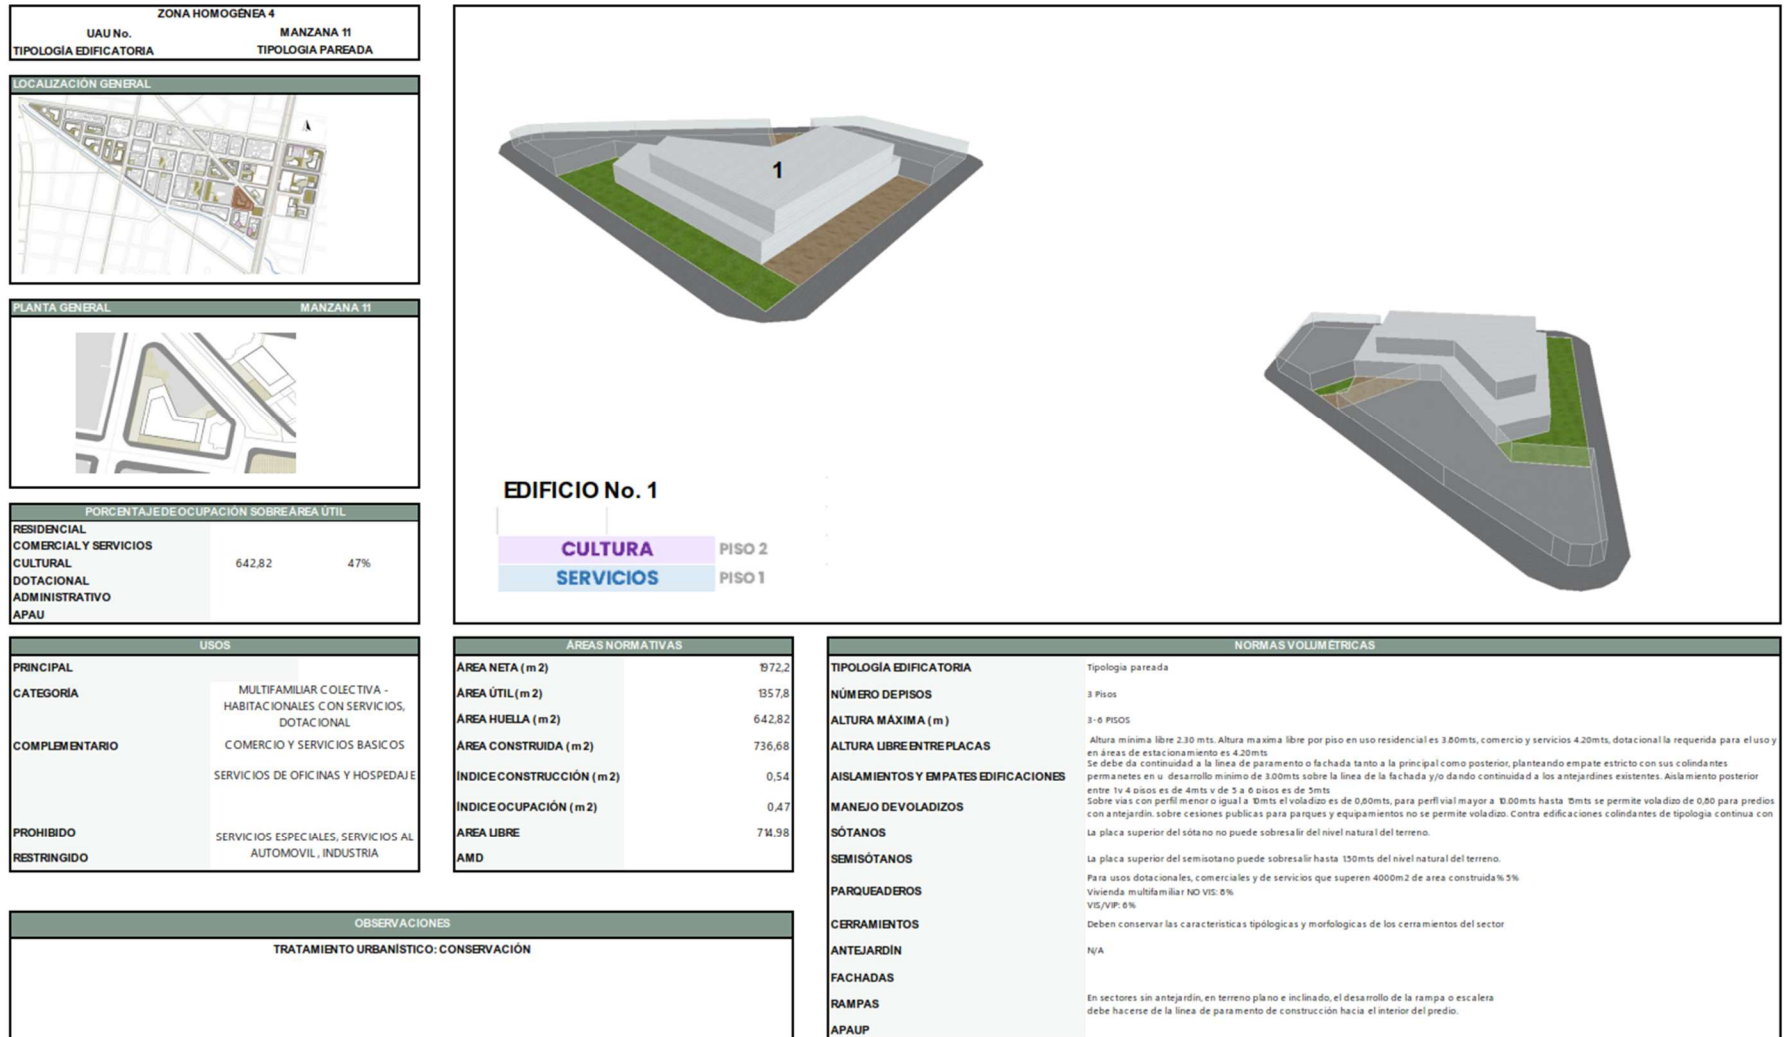 ZONA HOMOGÉNEA 4
UAU No. MANZANA 11
TIPOLOGÍA EDIFICATORIA TIPOLOGIA PAREADA
LOCALIZACIÓN GENERAL
PLANTA GENERAL MANZANA 11
PORCENTAJE DE OCUPACIÓN SOBRE ÁREA ÚTIL
RESIDENCIAL
COMERCIAL Y SERVICIOS
CULTURAL 642,82 47%
DOTACIONAL
ADMINISTRATIVO
APAU
1
EDIFICIO No. 1
CULTURA PISO 2
SERVICIOS PISO 1
USOS
PRINCIPAL
CATEGORÍA MULTIFAMILIAR COLECTIVA -
HABITACIONALES CON SERVICIOS,
DOTACIONAL
COMPLEMENTARIO COMERCIO Y SERVICIOS BASICOS
SERVICIOS DE OFICINAS Y HOSPEDAJE
PROHIBIDO SERVICIOS ESPECIALES, SERVICIOS AL
RESTRINGIDO AUTOMOVIL, INDUSTRIA
ÁREAS NORMATIVAS
ÁREA NETA (m2) 1972,2
ÁREA ÚTIL (m2) 1357,8
ÁREA HUELLA (m2) 642,82
ÁREA CONSTRUIDA (m2) 736,68
ÍNDICE CONSTRUCCIÓN (m2) 0,54
ÍNDICE OCUPACIÓN (m2) 0,47
AREA LIBRE 714,98
AMD
NORMAS VOLUMÉTRICAS
TIPOLOGÍA EDIFICATORIA Tipologia pareada
NÚMERO DE PISOS 3 Pisos
ALTURA MÁXIMA (m) 3-6 PISOS
ALTURA LIBRE ENTRE PLACAS Altura minima libre 2.30 mts. Altura maxima libre por piso en uso residencial es 3.80mts, comercio y servicios 4.20mts, dotacional la requerida para el uso y
en áreas de estacionamiento es 4.20mts
AISLAMIENTOS Y EMPATES EDIFICACIONES Se debe da continuidad a la linea de paramento o fachada tanto a la principal como posterior, planteando empate estricto con sus colindantes
permanetes en u desarrollo minimo de 3.00mts sobre la linea de la fachada y/o dando continuidad a los antejardines existentes. Aislamiento posterior
entre 1 y 4 pisos es de 4mts y de 5 a 6 pisos es de 5mts
MANEJO DE VOLADIZOS Sobre vias con perfil menor o igual a 10mts el voladizo es de 0,60mts, para perfl vial mayor a 10.00mts hasta 15mts se permite voladizo de 0,80 para predios
con antejardin. sobre cesiones publicas para parques y equipamientos no se permite voladizo. Contra edificaciones colindantes de tipologia continua con
SÓTANOS La placa superior del sótano no puede sobresalir del nivel natural del terreno.
SEMISÓTANOS La placa superior del semisotano puede sobresalir hasta 1.50mts del nivel natural del terreno.
PARQUEADEROS Para usos dotacionales, comerciales y de servicios que superen 4000m2 de area construida% 5%
Vivienda multifamiliar NO VIS: 8%
VIS/VIP: 6%
CERRAMIENTOS Deben conservar las características tipólogicas y morfologicas de los cerramientos del sector
ANTEJARDÍN N/A
FACHADAS
RAMPAS En sectores sin antejardín, en terreno plano e inclinado, el desarrollo de la rampa o escalera
debe hacerse de la línea de paramento de construcción hacia el interior del predio.
APAUP
OBSERVACIONES
TRATAMIENTO URBANÍSTICO: CONSERVACIÓN